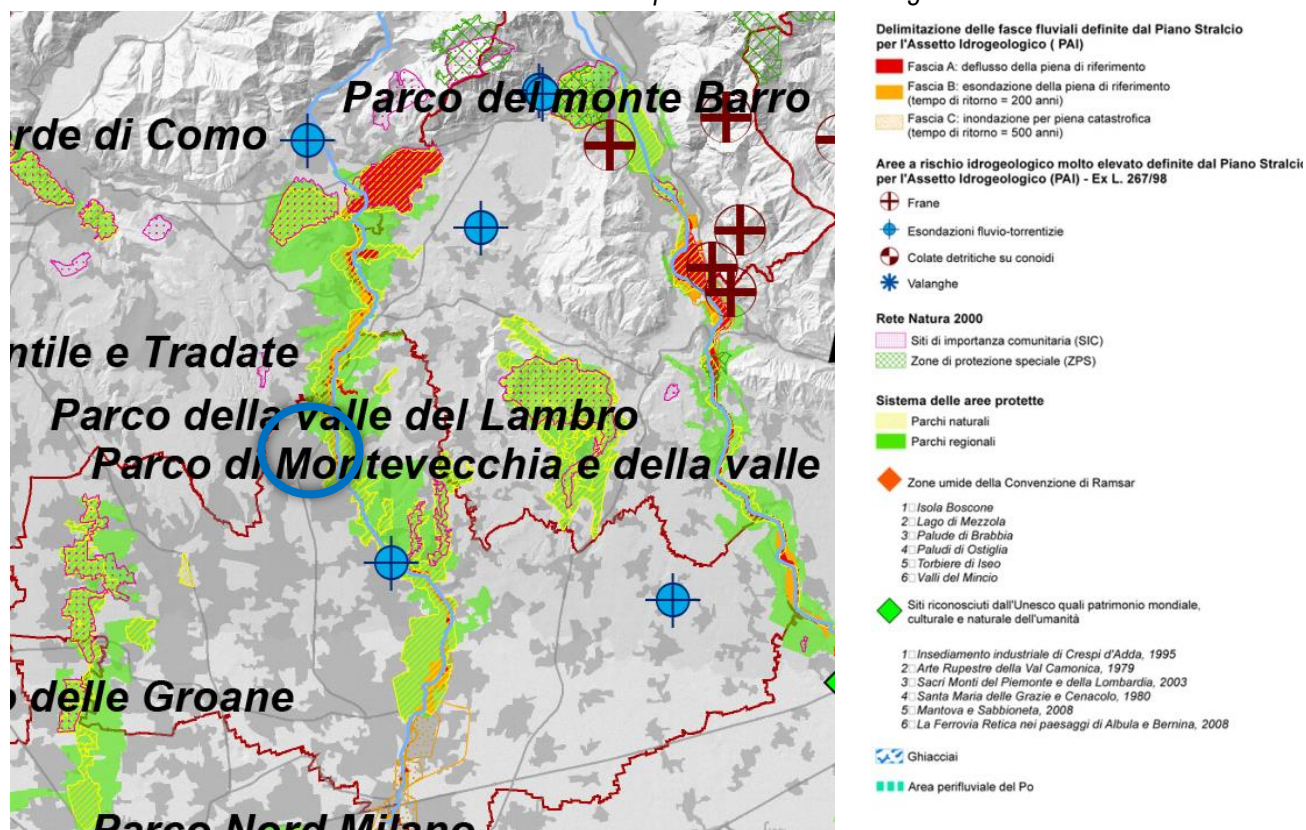 Parco del monte Barro
rde di Como
ntile e Tradate
Parco della valle del Lambro
Parco di Montevecchia e della valle
delle Groane
Parco Nord Milano
Delimitazione delle fasce fluviali definite dal Piano Stralcio
per l'Assetto Idrogeologico ( PAI)
Fascia A: deflusso della piena di riferimento
Fascia B: esondazione della piena di riferimento
(tempo di ritorno = 200 anni)
Fascia C: inondazione per piena catastrofica
(tempo di ritorno = 500 anni)
Aree a rischio idrogeologico molto elevato definite dal Piano Stralcio
per l'Assetto Idrogeologico (PAI) - Ex L. 267/98
Frane
Esondazioni fluvio-torrentizie
Colate detritiche su conoidi
Valanghe
Rete Natura 2000
Siti di importanza comunitaria (SIC)
Zone di protezione speciale (ZPS)
Sistema delle aree protette
Parchi naturali
Parchi regionali
Zone umide della Convenzione di Ramsar
1 Isola Boscone
2 Lago di Mezzola
3 Palude di Brabbia
4 Paludi di Ostiglia
5 Torbiere di Iseo
6 Valli del Mincio
Siti riconosciuti dall'Unesco quali patrimonio mondiale,
culturale e naturale dell'umanità
1 Insediamento industriale di Crespi d'Adda, 1995
2 Arte Rupestre della Val Camonica, 1979
3 Sacri Monti del Piemonte e della Lombardia, 2003
4 Santa Maria delle Grazie e Cenacolo, 1980
5 Mantova e Sabbioneta, 2008
6 La Ferrovia Retica nei paesaggi di Albula e Bernina, 2008
Ghiacciai
Area perifluviale del Po